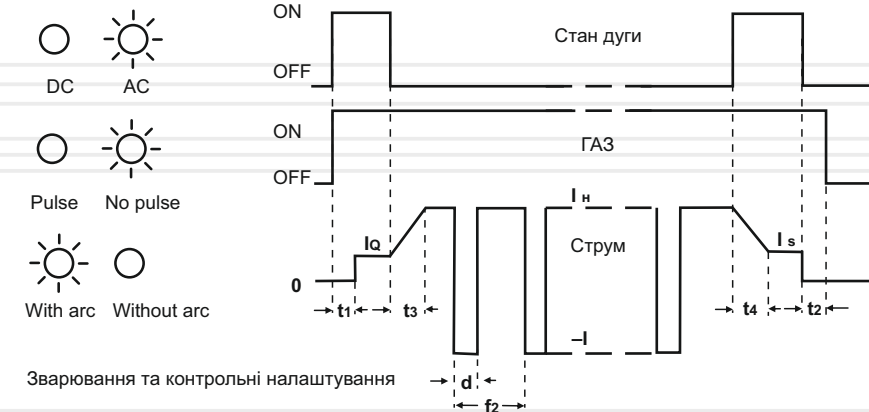 ON
Стан дуги
OFF
DC AC
ON
ГАЗ
OFF
Pulse No pulse
I H
IQ
Струм
I s
0
With arc Without arc
t1 t3 t4 t2
–I
Зварювання та контрольні налаштування
d
f2